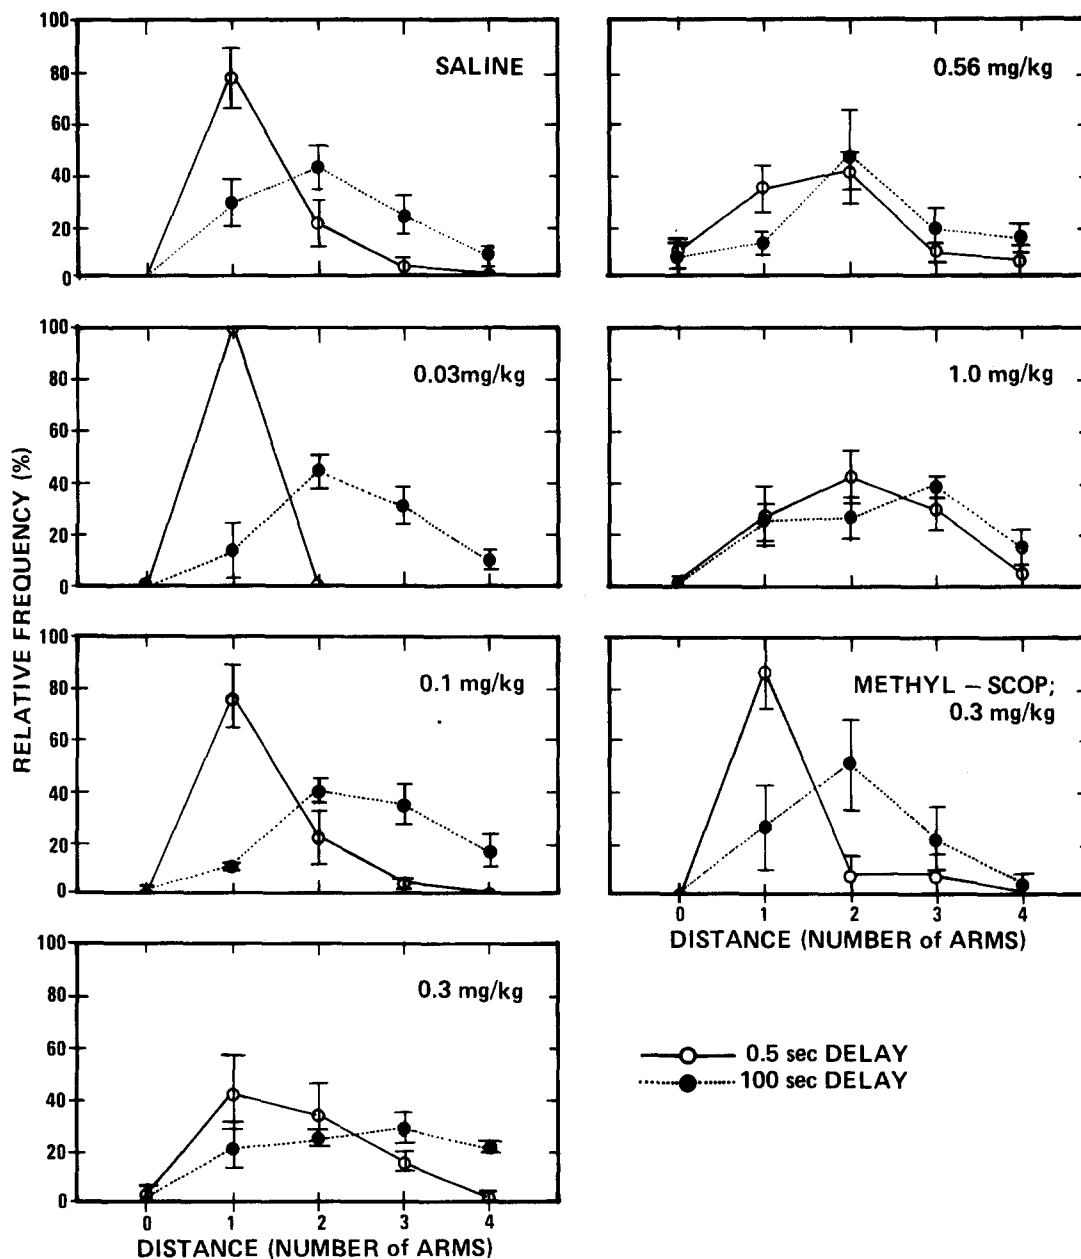 100
80
60
40
20
0
SALINE
0.56 mg/kg
100
80
60
40
20
0
0.03mg/kg
1.0 mg/kg
RELATIVE FREQUENCY (%)
100
80
60
40
20
0
0.1 mg/kg
METHYL – SCOP;
0.3 mg/kg
0 1 2 3 4
DISTANCE (NUMBER of ARMS)
100
80
60
40
20
0
0.3 mg/kg
0 1 2 3 4
DISTANCE (NUMBER of ARMS)
0.5 sec DELAY
100 sec DELAY